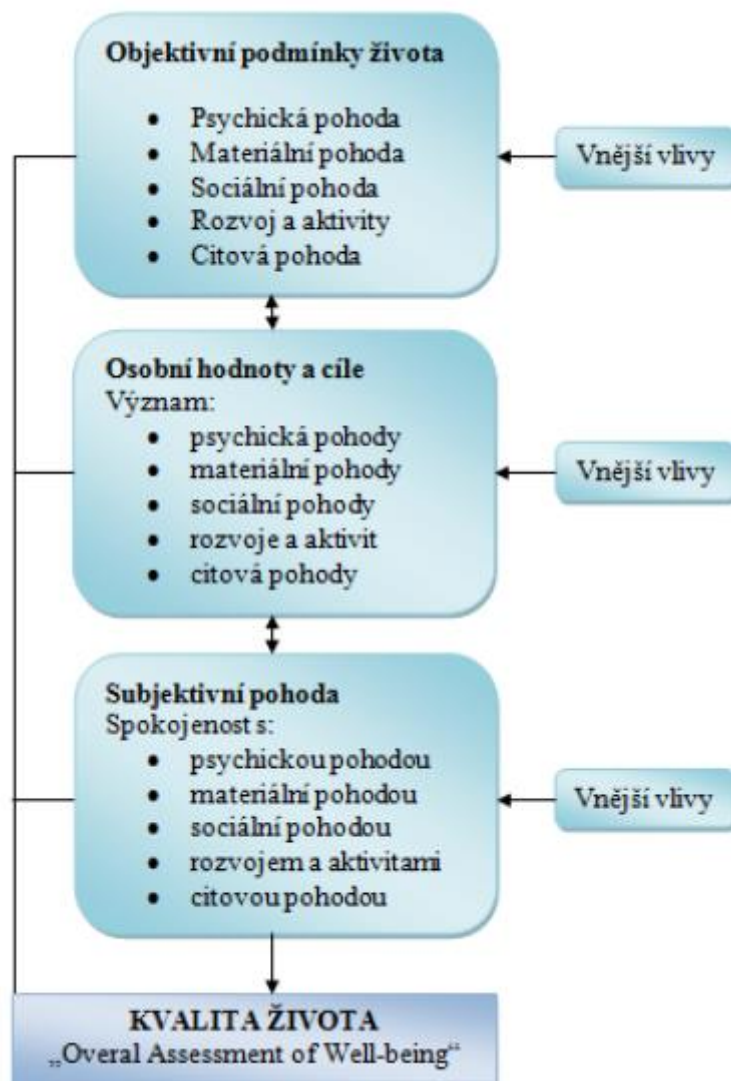 Objektivní podmínky života
• Psychická pohoda
• Materiální pohoda
• Sociální pohoda
• Rozvoj a aktivity
• Citová pohoda
Vnější vlivy
Osobní hodnoty a cíle
Význam:
• psychická pohody
• materiální pohody
• sociální pohody
• rozvoje a aktivit
• citová pohody
Vnější vlivy
Subjektivní pohoda
Spokojenost s:
• psychickou pohodou
• materiální pohodou
• sociální pohodou
• rozvojem a aktivitami
• citovou pohodou
Vnější vlivy
KVALITA ŽIVOTA
„Overal Assessment of Well-being“